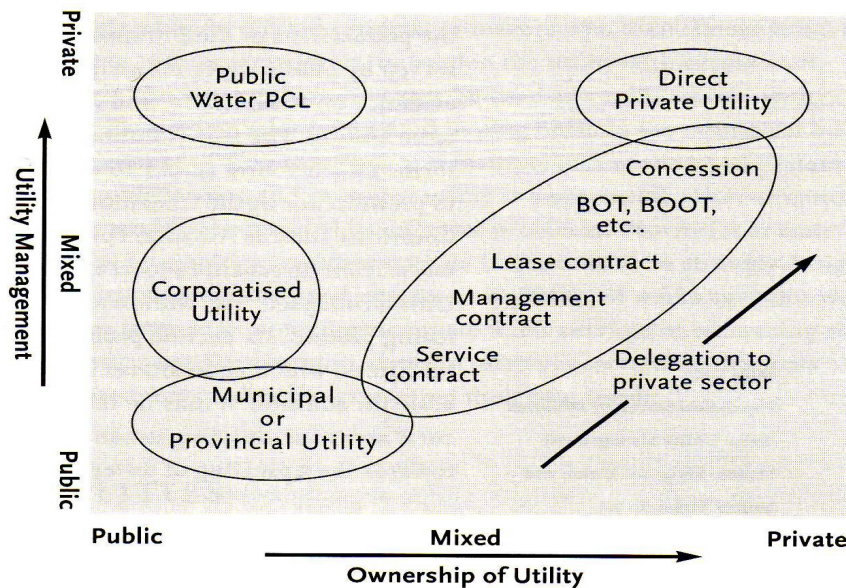 Private
Mixed
Public
Utility Management
Public
Water PCL
Direct
Private Utility
Concession
BOT, BOOT,
etc..
Lease contract
Management
contract
Service
contract
Corporatised
Utility
Municipal
or
Provincial Utility
Delegation to
private sector
Public
Mixed
Private
Ownership of Utility